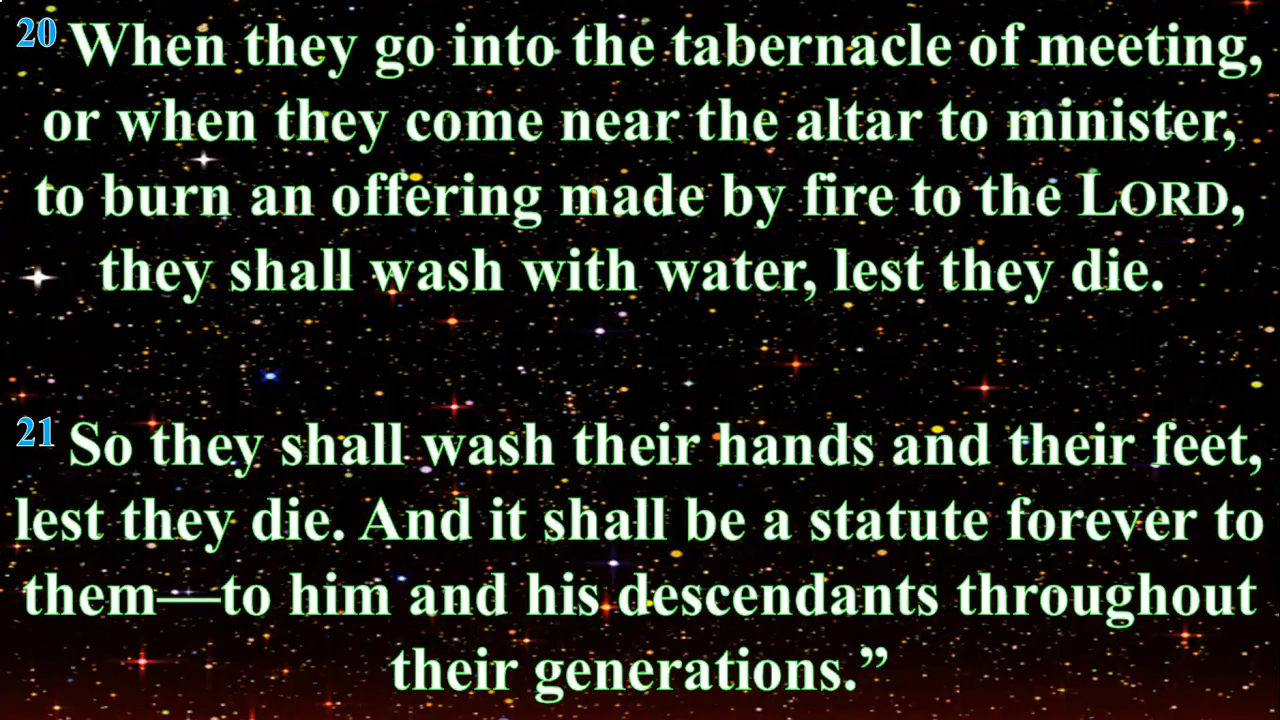 20 When they go into the tabernacle of meeting,
or when they come near the altar to minister,
to burn an offering made by fire to the LORD,
they shall wash with water, lest they die.
21 So they shall wash their hands and their feet,
lest they die. And it shall be a statute forever to
them—to him and his descendants throughout
their generations.”